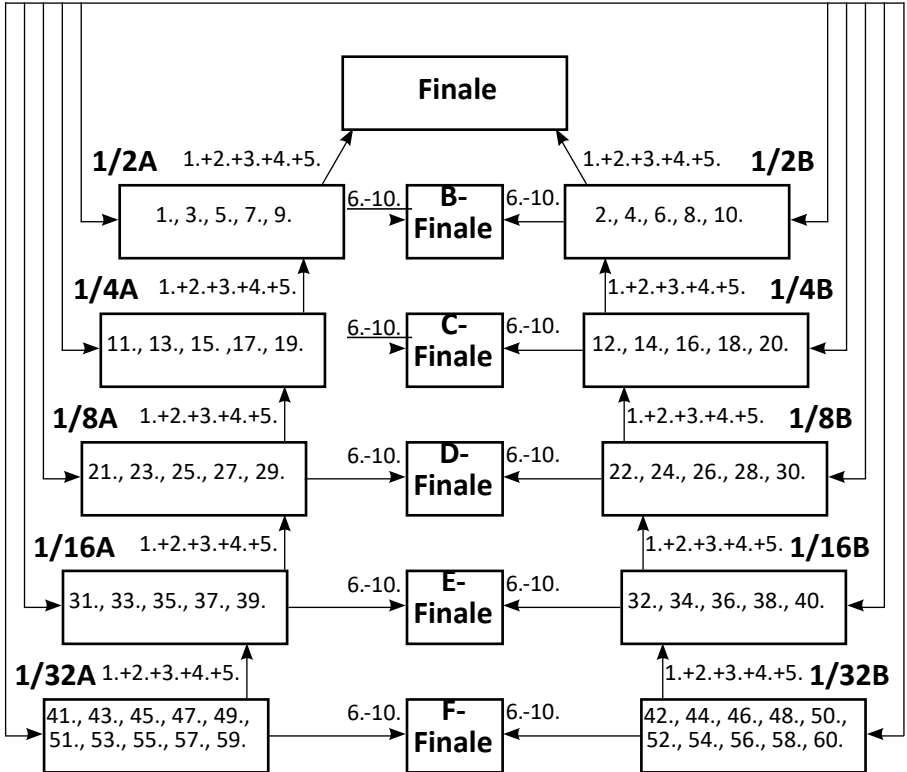 Finale
1/2A 1.+2.+3.+4.+5. 1.+2.+3.+4.+5. 1/2B
1., 3., 5., 7., 9. 6.-10. B- 6.-10. 2., 4., 6., 8., 10.
Finale
1/4A 1.+2.+3.+4.+5. 1.+2.+3.+4.+5. 1/4B
11., 13., 15. ,17., 19. 6.-10. C- 6.-10. 12., 14., 16., 18., 20.
Finale
1/8A 1.+2.+3.+4.+5. 1.+2.+3.+4.+5. 1/8B
21., 23., 25., 27., 29. 6.-10. D- 6.-10. 22., 24., 26., 28., 30.
Finale
1/16A 1.+2.+3.+4.+5. 1.+2.+3.+4.+5. 1/16B
31., 33., 35., 37., 39. 6.-10. E- 6.-10. 32., 34., 36., 38., 40.
Finale
1/32A 1.+2.+3.+4.+5. 1.+2.+3.+4.+5. 1/32B
41., 43., 45., 47., 49., 6.-10. F- 6.-10. 42., 44., 46., 48., 50.,
51., 53., 55., 57., 59. Finale 52., 54., 56., 58., 60.